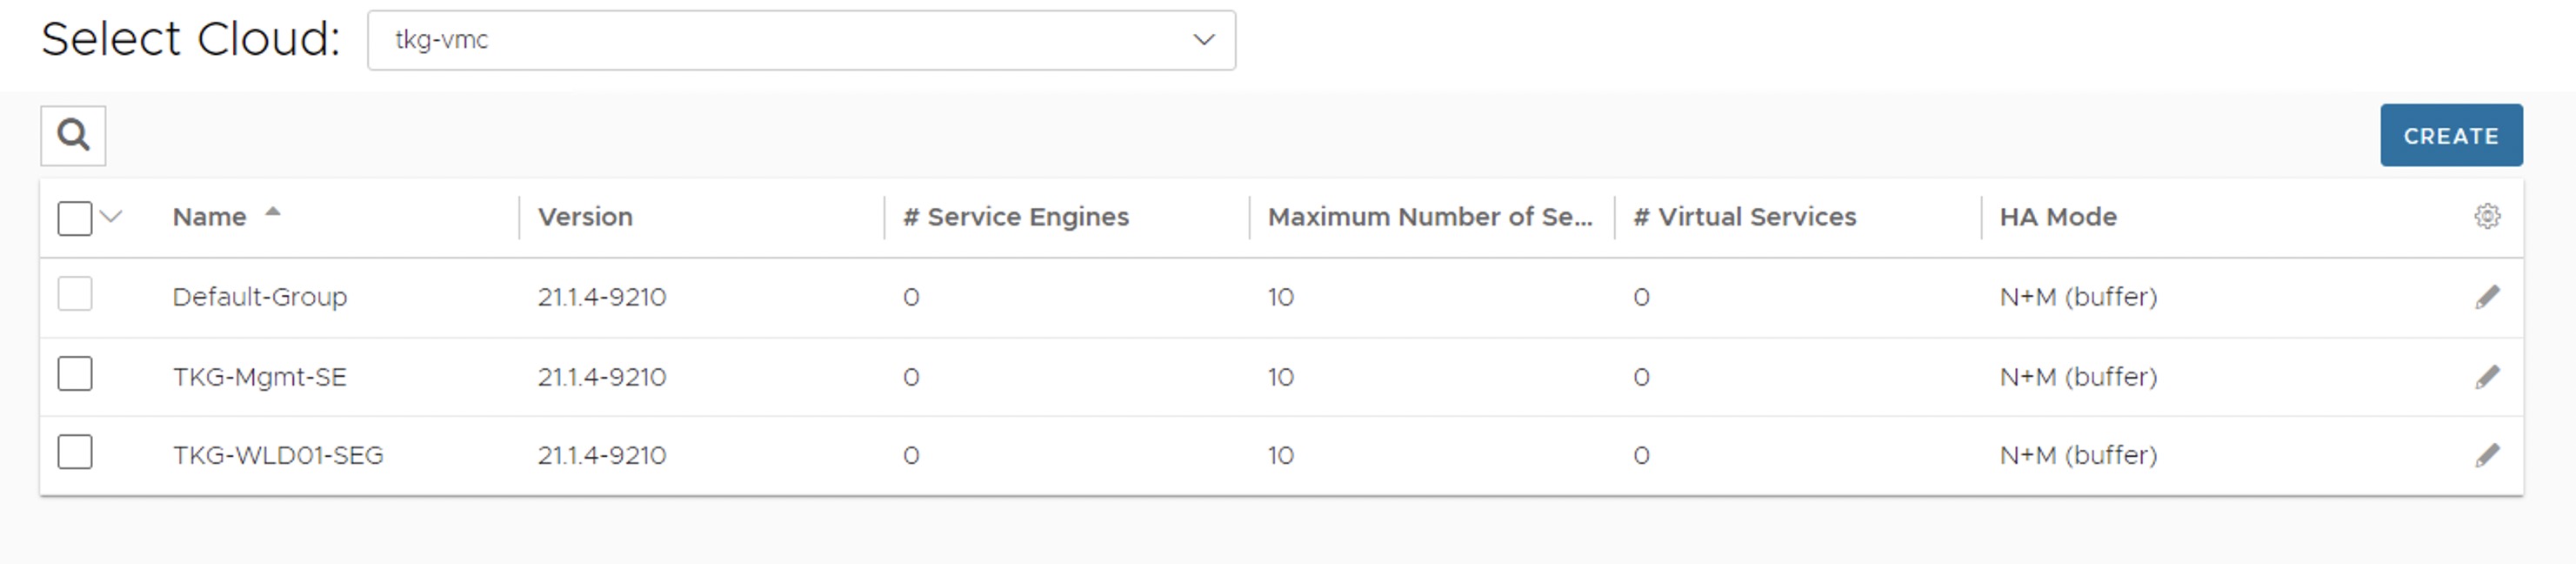 Select Cloud: tkg-vmc
CREATE
Name Version # Service Engines Maximum Number of Se... # Virtual Services HA Mode
Default-Group 21.1.4-9210 0 10 0 N+M (buffer)
TKG-Mgmt-SE 21.1.4-9210 0 10 0 N+M (buffer)
TKG-WLD01-SEG 21.1.4-9210 0 10 0 N+M (buffer)